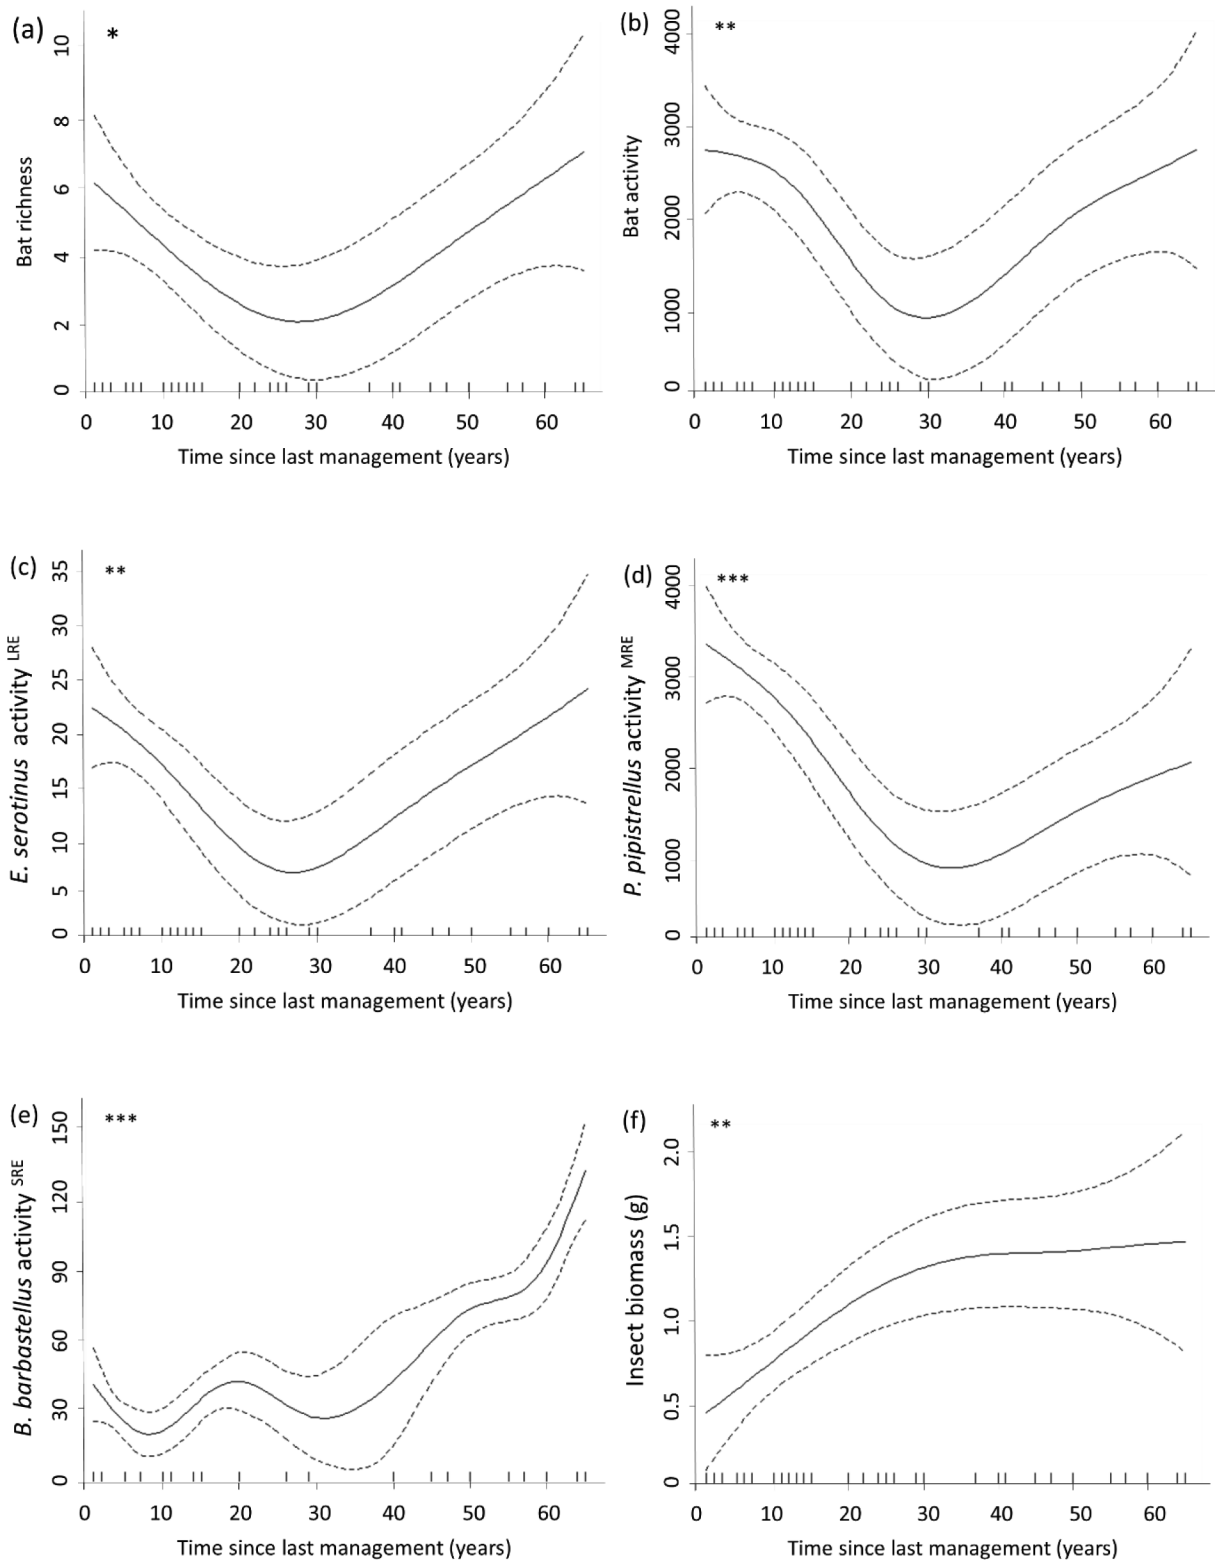 (a)
*
Bat richness
10
8
6
4
2
0
0 10 20 30 40 50 60
Time since last management (years)
(b)
**
Bat activity
4000
3000
2000
1000
0
0 10 20 30 40 50 60
Time since last management (years)
(c)
**
E. serotinus activity LRE
35
30
25
20
15
10
5
0
0 10 20 30 40 50 60
Time since last management (years)
(d)
***
P. pipistrellus activity MRE
4000
3000
2000
1000
0
0 10 20 30 40 50 60
Time since last management (years)
(e)
***
B. barbastellus activity SRE
150
120
90
60
30
0
0 10 20 30 40 50 60
Time since last management (years)
(f)
**
Insect biomass (g)
2.0
1.5
1.0
0.5
0
0 10 20 30 40 50 60
Time since last management (years)